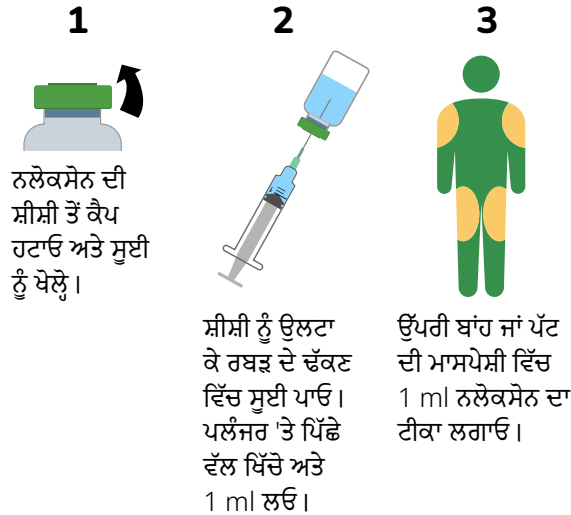 1
ਨਲੋਕਸੋਨ ਦੀ
ਸ਼ੀਸ਼ੀ ਤੋਂ ਕੈਪ
ਹਟਾਓ ਅਤੇ ਸੂਈ
ਨੂੰ ਖੋਲ੍ਹੋ।
2
ਸ਼ੀਸ਼ੀ ਨੂੰ ਉਲਟਾ
ਕੇ ਰਬੜ ਦੇ ਢੱਕਣ
ਵਿੱਚ ਸੂਈ ਪਾਓ।
ਪਲੰਜਰ 'ਤੇ ਪਿੱਛੇ
ਵੱਲ ਖਿੱਚੋ ਅਤੇ
1 ml ਲਓ।
3
ਉੱਪਰੀ ਬਾਂਹ ਜਾਂ ਪੱਟ
ਦੀ ਮਾਸਪੇਸ਼ੀ ਵਿੱਚ
1 ml ਨਲੋਕਸੋਨ ਦਾ
ਟੀਕਾ ਲਗਾਓ।